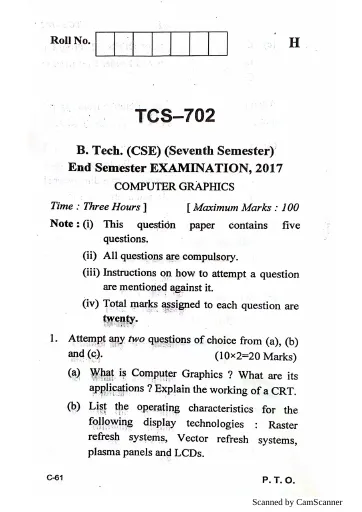 Roll No. H
TCS–702
B. Tech. (CSE) (Seventh Semester)
End Semester EXAMINATION, 2017
COMPUTER GRAPHICS
Time : Three Hours ] [ Maximum Marks : 100
Note : (i) This question paper contains five
questions.
(ii) All questions are compulsory.
(iii) Instructions on how to attempt a question
are mentioned against it.
(iv) Total marks assigned to each question are
twenty.
1. Attempt any two questions of choice from (a), (b)
and (c). (10×2=20 Marks)
(a) What is Computer Graphics ? What are its
applications ? Explain the working of a CRT.
(b) List the operating characteristics for the
following display technologies : Raster
refresh systems, Vector refresh systems,
plasma panels and LCDs.
C-61 P. T. O.
Scanned by CamScanner